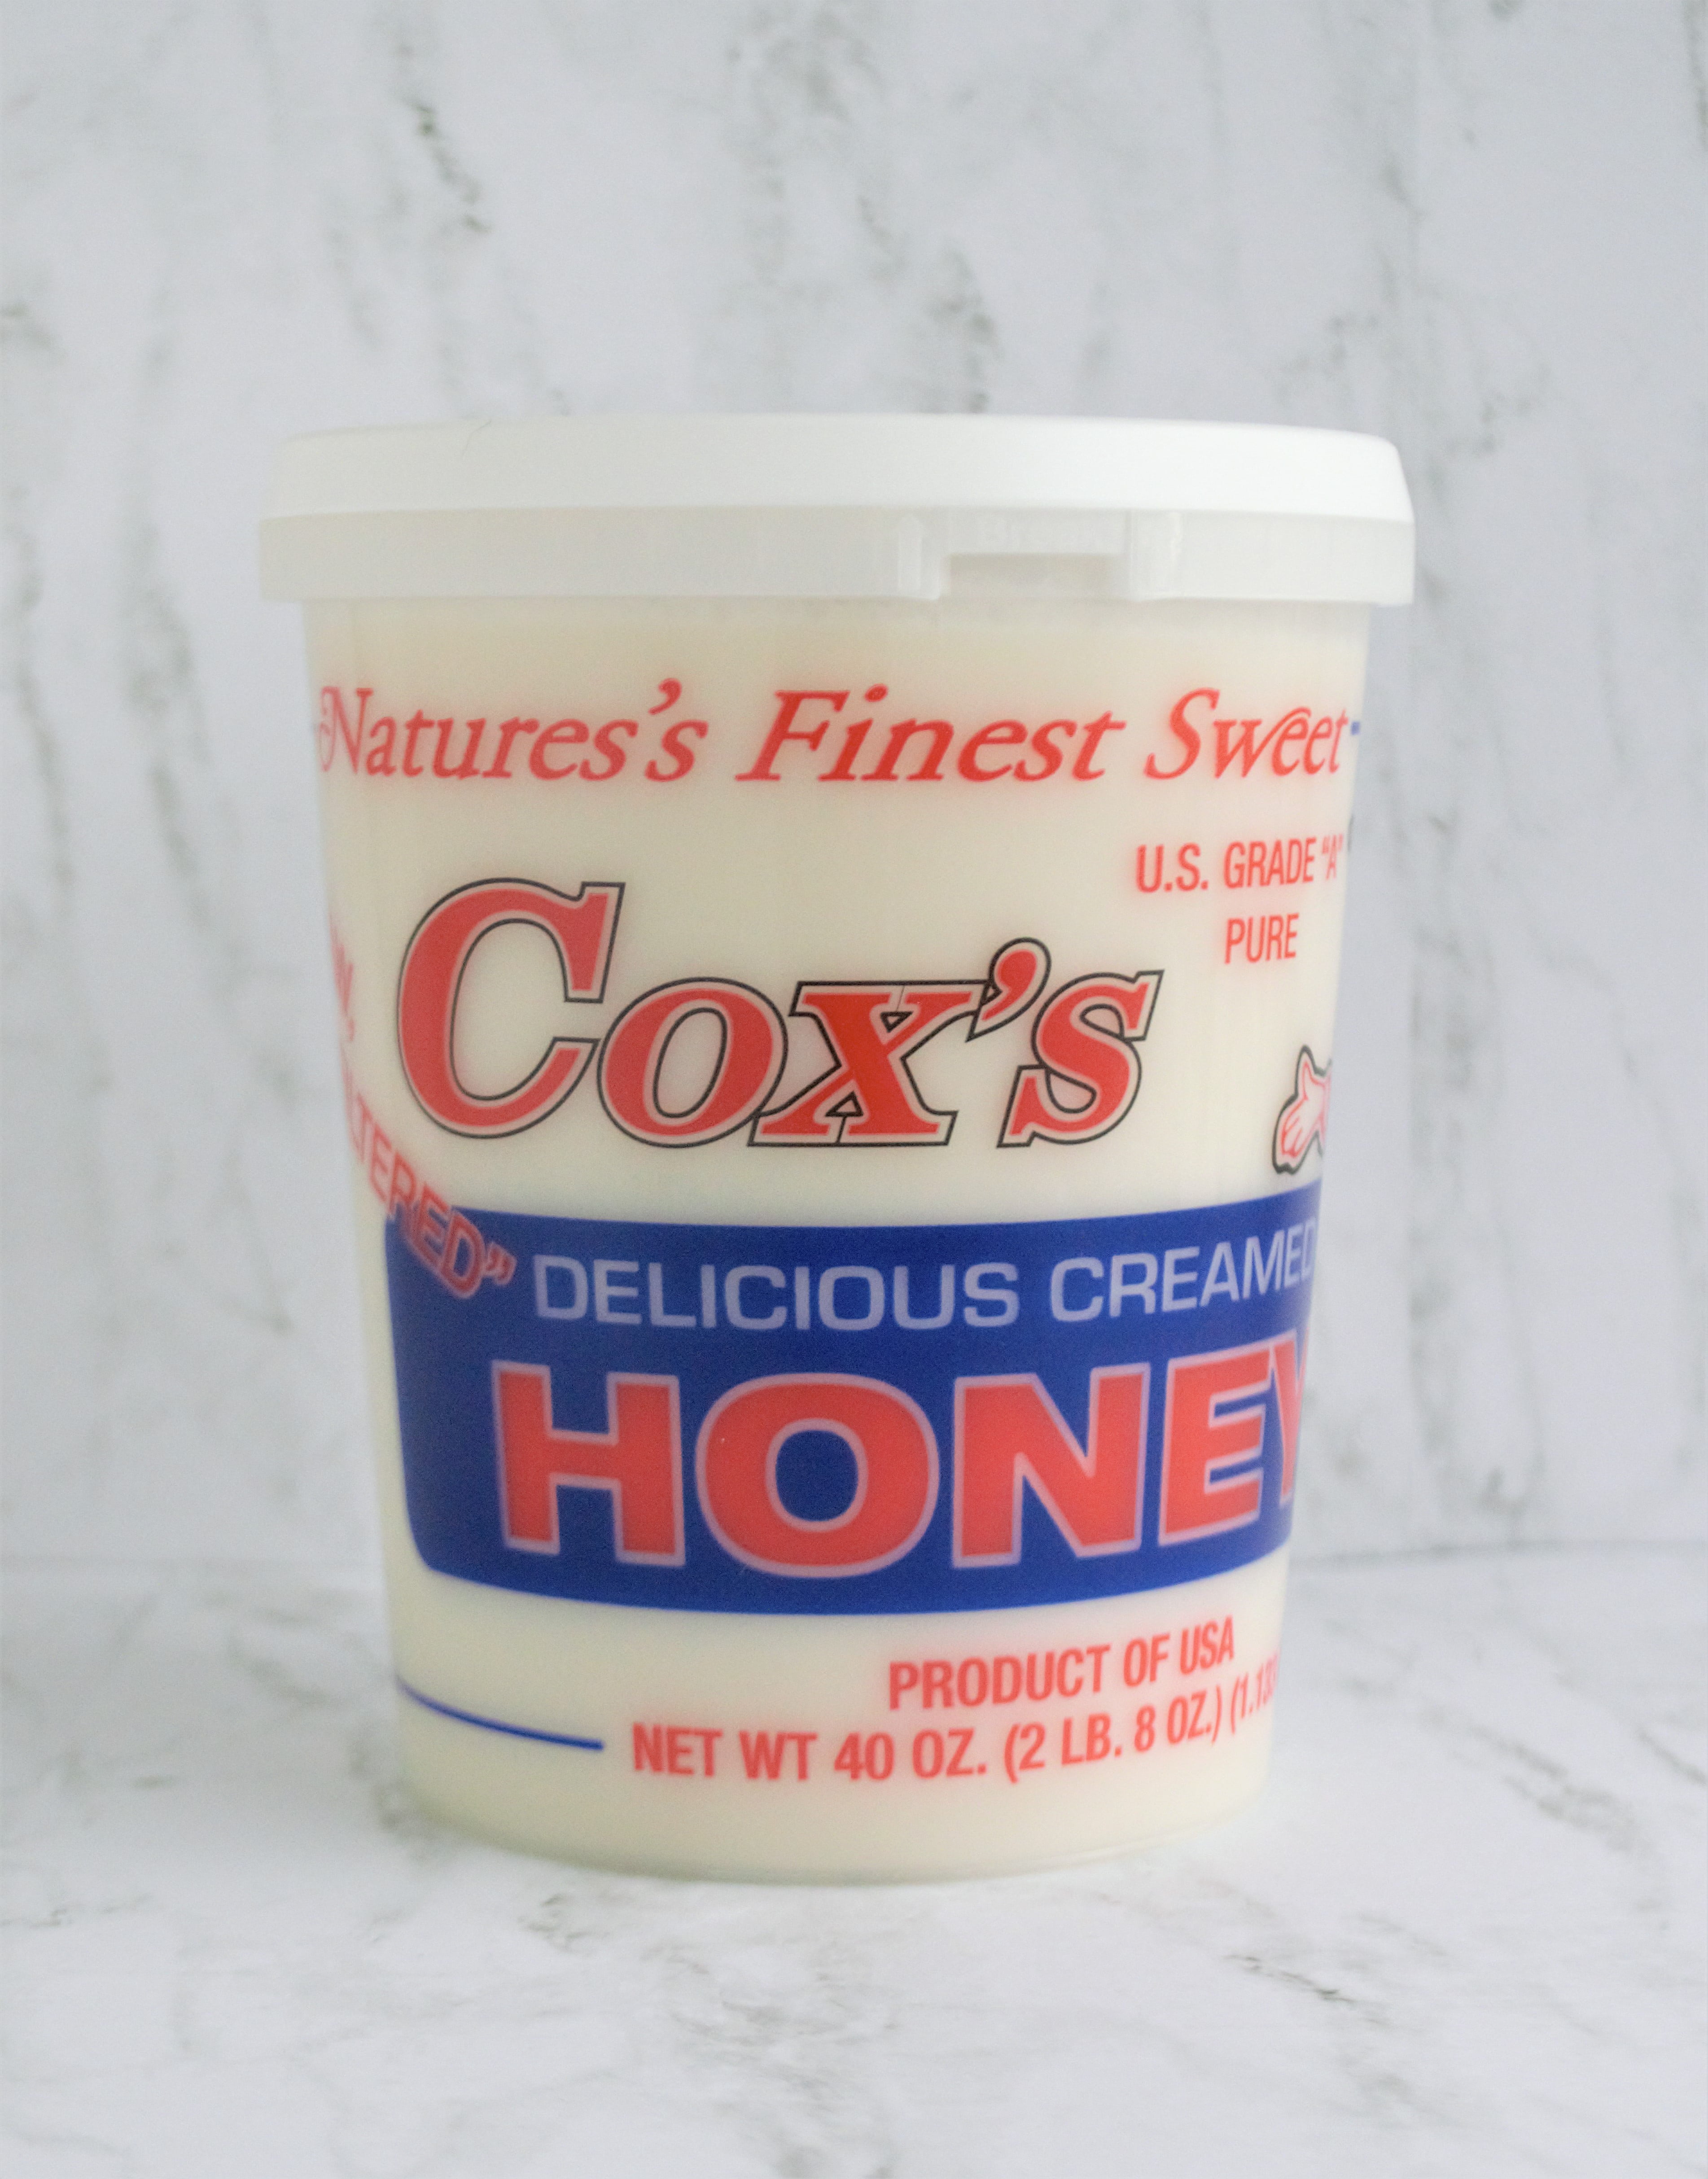 Natures's Finest Sweet
U.S. GRADE "A"
PURE
Cox's
DELICIOUS CREAMED
HONEY
PRODUCT OF USA
NET WT 40 OZ. (2 LB. 8 OZ.)